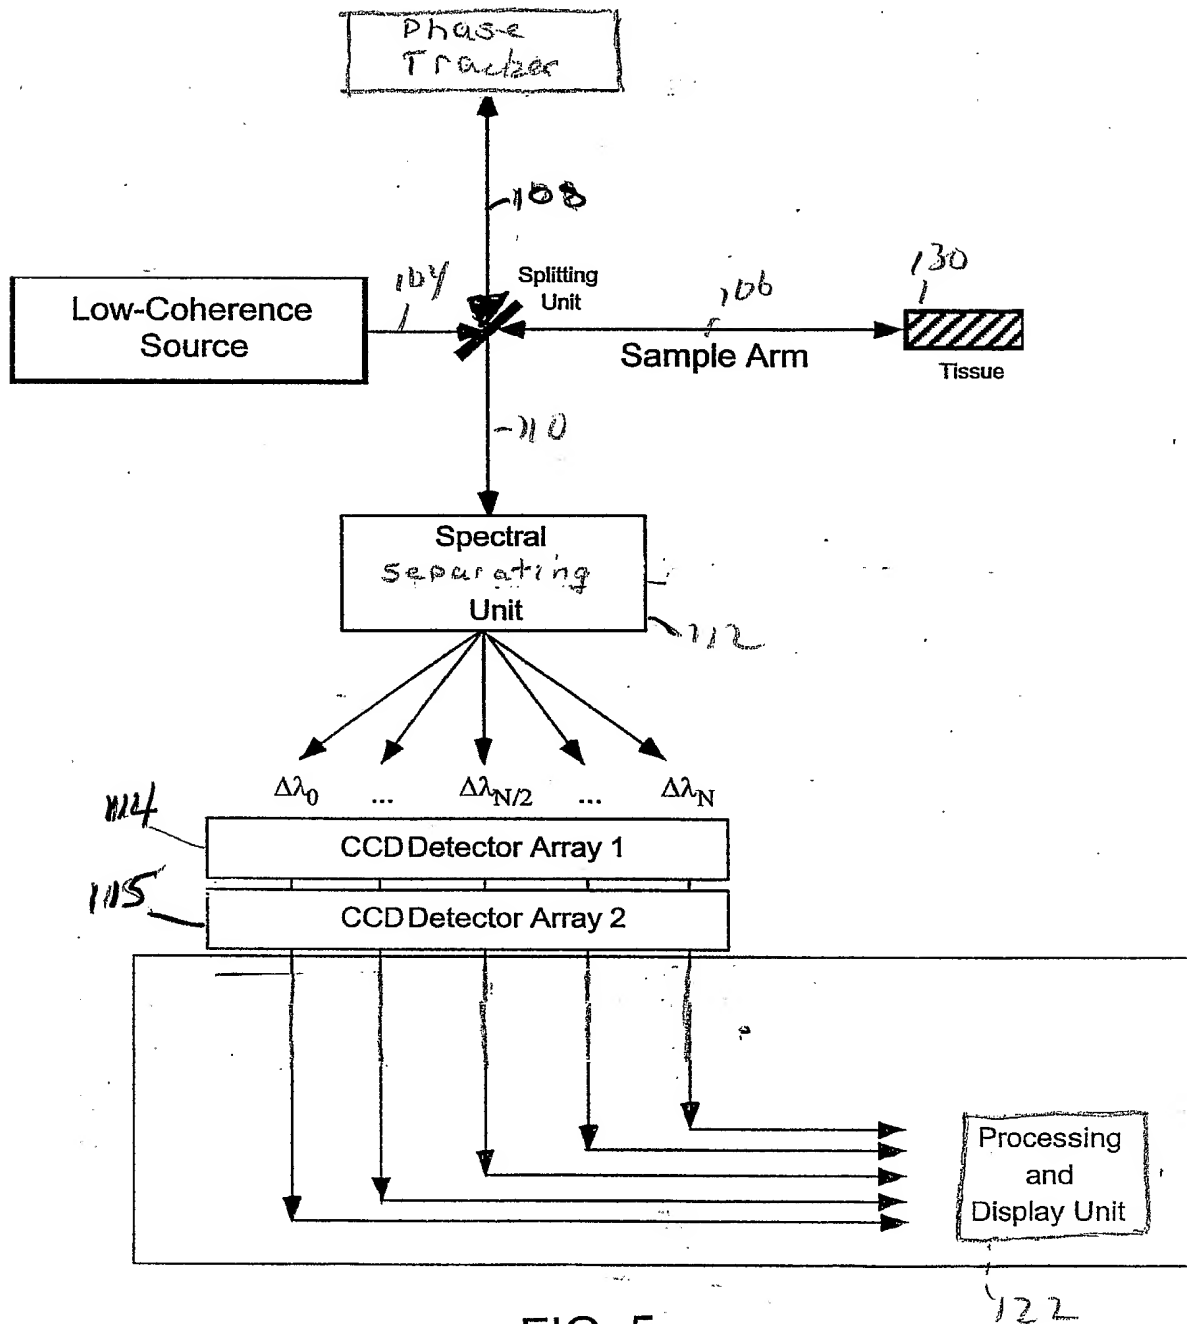 Phase
Tracker
108
Low-Coherence
Source
104
Splitting
Unit
106
Sample Arm
130
Tissue
110
Spectral
Separating
Unit
112
Δλ0 ... ΔλN/2 ... ΔλN
114
CCD Detector Array 1
115
CCD Detector Array 2
Processing
and
Display Unit
122
FIG. 5